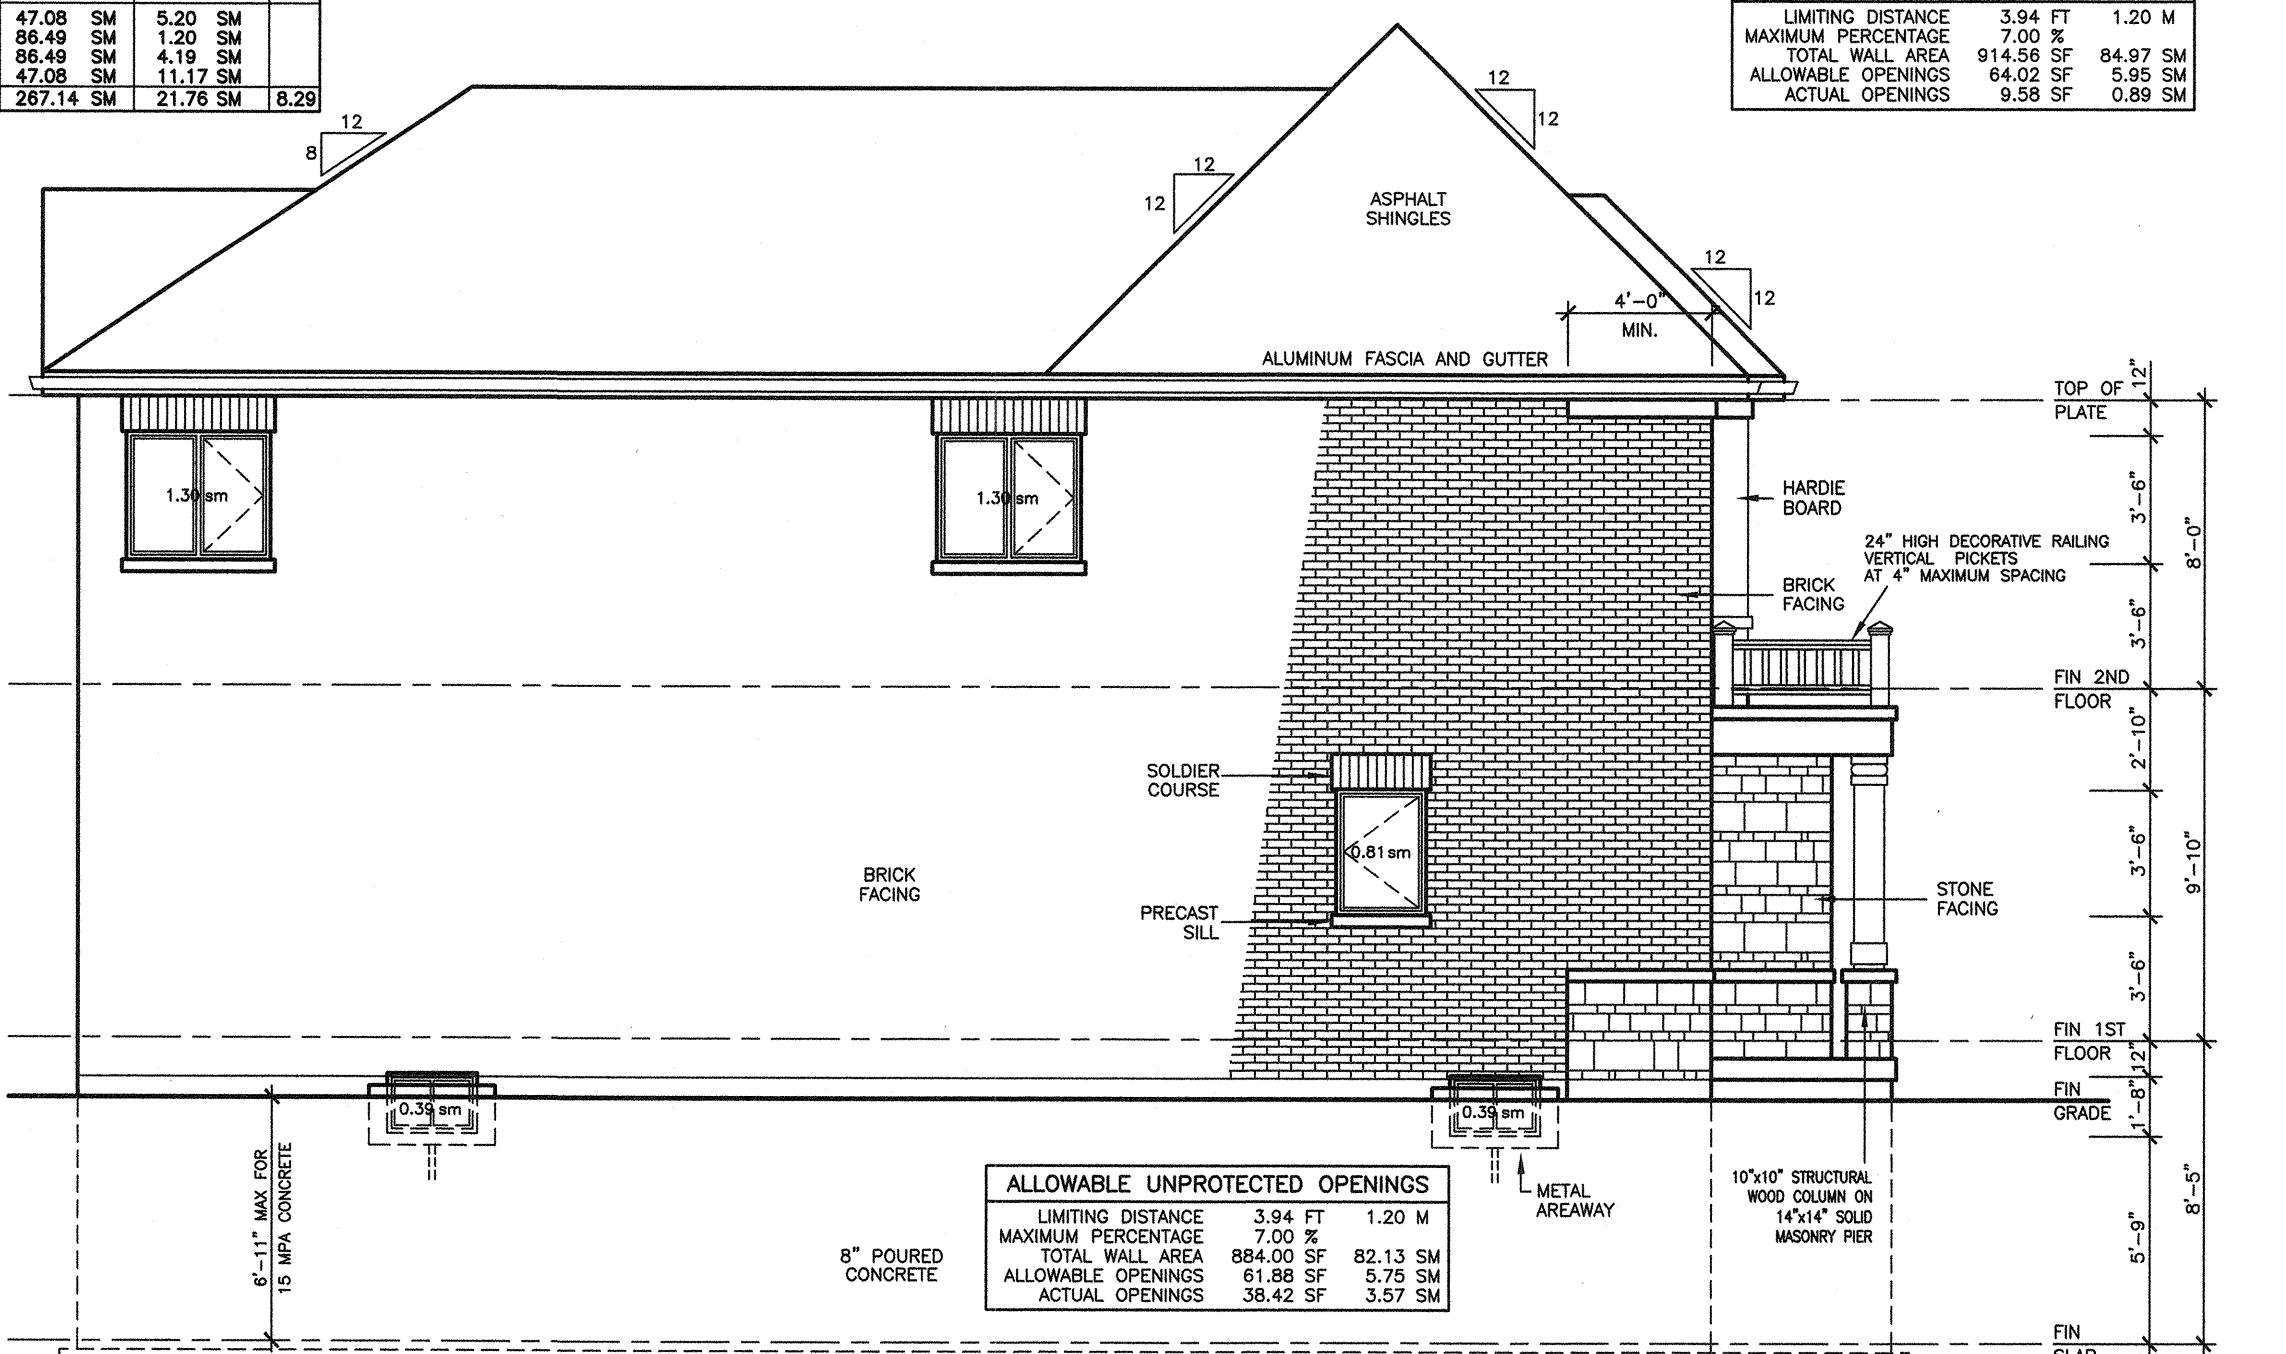 47.08 SM 5.20 SM
86.49 SM 1.20 SM
86.49 SM 4.19 SM
47.08 SM 11.17 SM
267.14 SM 21.76 SM 8.29
LIMITING DISTANCE 3.94 FT 1.20 M
MAXIMUM PERCENTAGE 7.00 %
TOTAL WALL AREA 914.56 SF 84.97 SM
ALLOWABLE OPENINGS 64.02 SF 5.95 SM
ACTUAL OPENINGS 9.58 SF 0.89 SM
12
8
12
12
12
12
12
12
ASPHALT
SHINGLES
4'-0"
MIN.
ALUMINUM FASCIA AND GUTTER
TOP OF
PLATE
12"
1.30 sm
1.30 sm
HARDIE
BOARD
3'-6"
8'-0"
24" HIGH DECORATIVE RAILING
VERTICAL PICKETS
AT 4" MAXIMUM SPACING
BRICK
FACING
3'-6"
FIN 2ND
FLOOR
2'-10"
SOLDIER
COURSE
0.81 sm
3'-6"
9'-10"
BRICK
FACING
PRECAST
SILL
STONE
FACING
3'-6"
FIN 1ST
FLOOR
12"
FIN
GRADE
1'-8"
0.39 sm
0.39 sm
6'-11" MAX FOR
15 MPA CONCRETE
METAL
AREAWAY
10"x10" STRUCTURAL
WOOD COLUMN ON
14"x14" SOLID
MASONRY PIER
8'-5"
5'-9"
8" POURED
CONCRETE
ALLOWABLE UNPROTECTED OPENINGS
LIMITING DISTANCE 3.94 FT 1.20 M
MAXIMUM PERCENTAGE 7.00 %
TOTAL WALL AREA 884.00 SF 82.13 SM
ALLOWABLE OPENINGS 61.88 SF 5.75 SM
ACTUAL OPENINGS 38.42 SF 3.57 SM
FIN